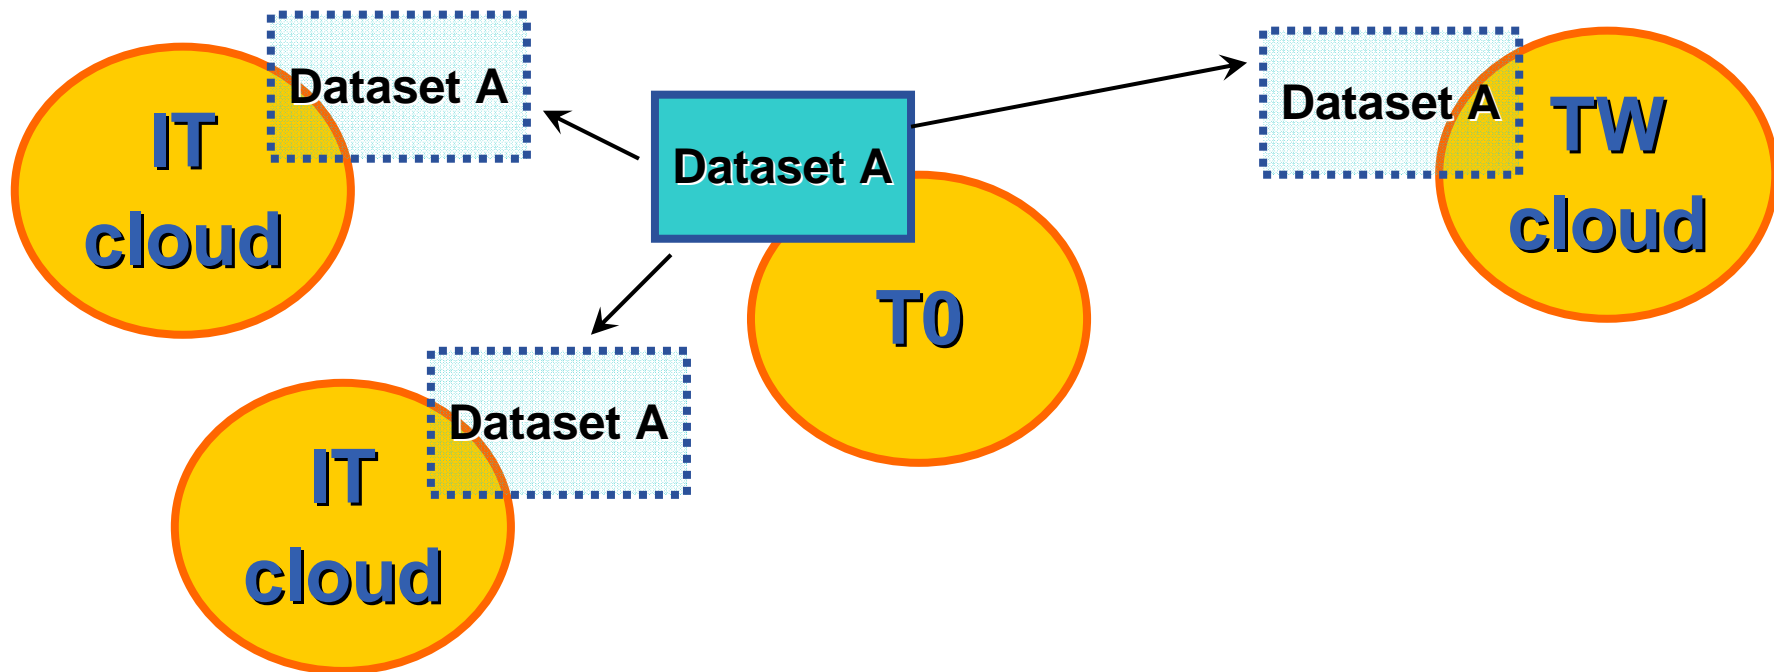 Dataset A
IT
cloud
Dataset A
T0
Dataset A
TW
cloud
Dataset A
IT
cloud